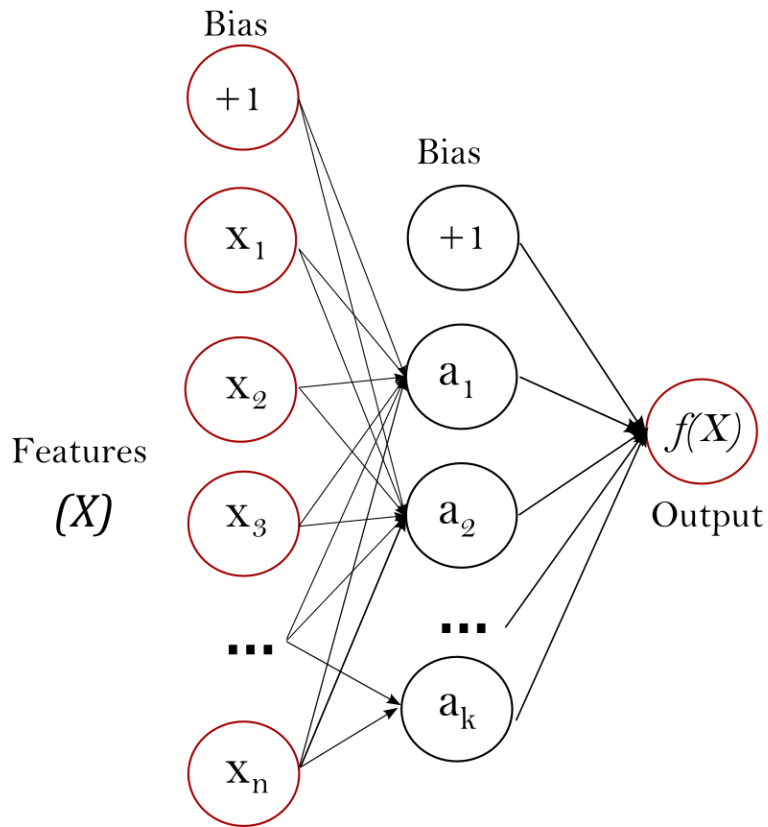 Bias
+1
x₁
x₂
x₃
...
xₙ
Features
(X)
Bias
+1
a₁
a₂
...
aₖ
f(X)
Output